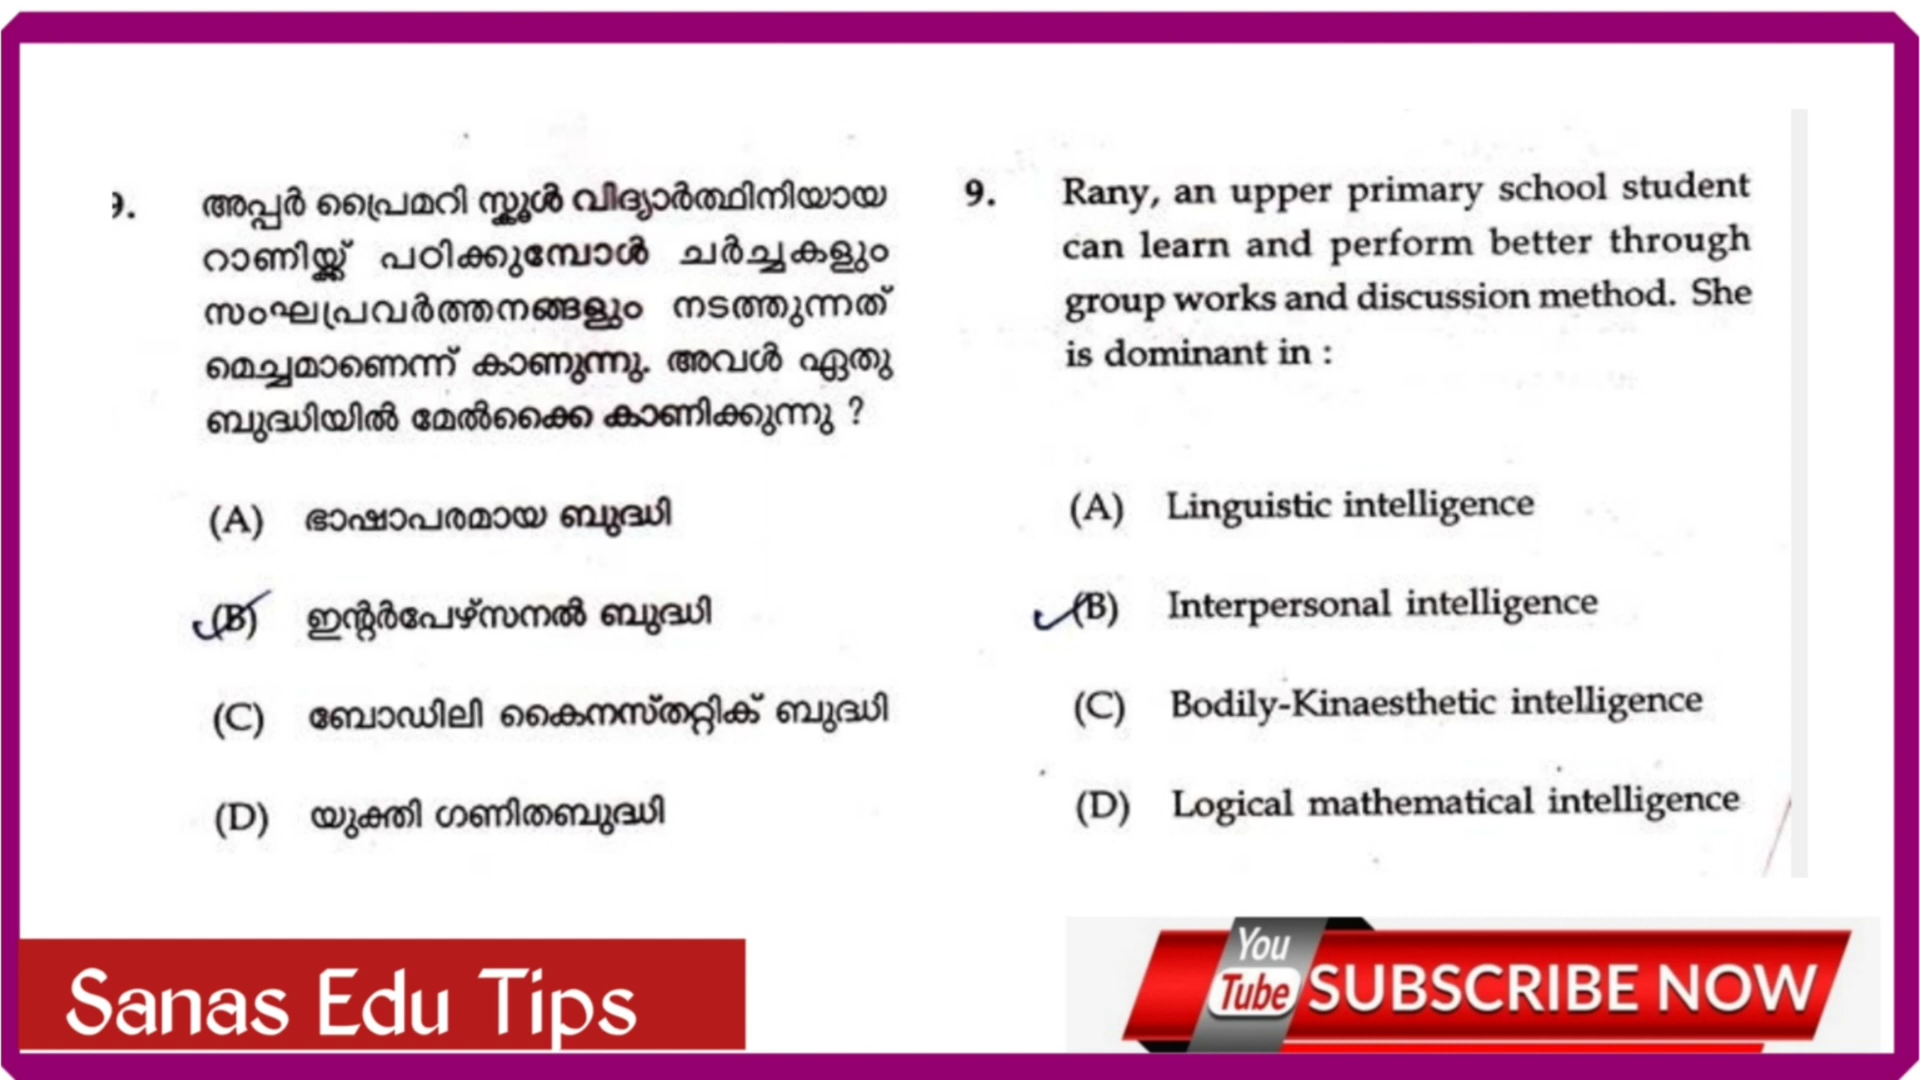 9. അപ്പർ പ്രൈമറി സ്കൂൾ വിദ്യാർത്ഥിനിയായ
റാണിയ്ക്ക് പഠിക്കുമ്പോൾ ചർച്ചകളും
സംഘപ്രവർത്തനങ്ങളും നടത്തുന്നത്
മെച്ചമാണെന്ന് കാണുന്നു. അവൾ ഏതു
ബുദ്ധിയിൽ മേൽക്കൈ കാണിക്കുന്നു ?
(A) ഭാഷാപരമായ ബുദ്ധി
(B) ഇന്റർപേഴ്സനൽ ബുദ്ധി
(C) ബോഡിലി കൈനസ്തറ്റിക് ബുദ്ധി
(D) യുക്തി ഗണിതബുദ്ധി
9. Rany, an upper primary school student
can learn and perform better through
group works and discussion method. She
is dominant in :
(A) Linguistic intelligence
(B) Interpersonal intelligence
(C) Bodily-Kinaesthetic intelligence
(D) Logical mathematical intelligence
Sanas Edu Tips
You
Tube SUBSCRIBE NOW